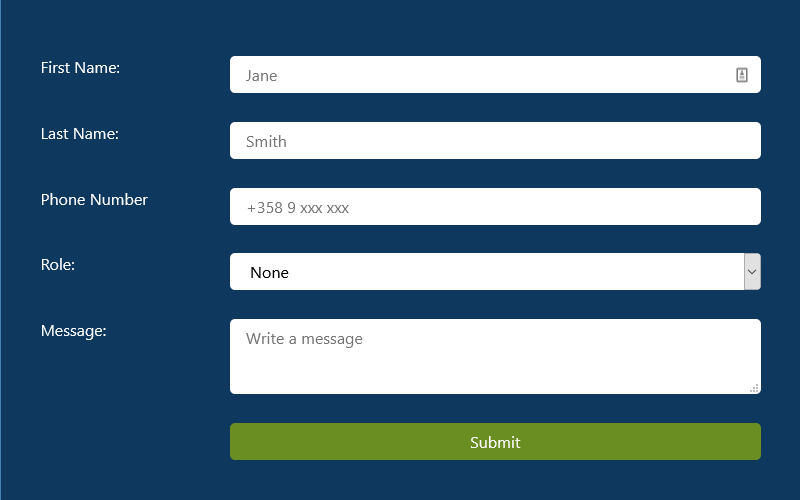 First Name:
Jane
Last Name:
Smith
Phone Number
+358 9 xxx xxx
Role:
None
Message:
Write a message
Submit